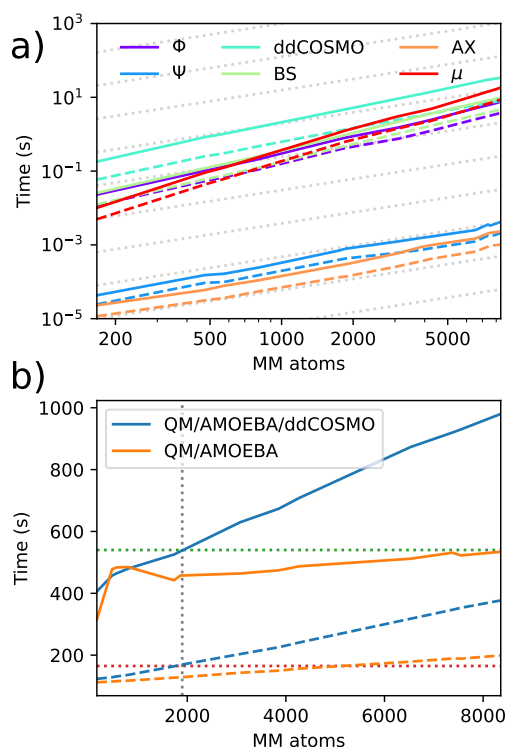 a)
10³
10¹
10⁻¹
10⁻³
10⁻⁵
Time (s)
Φ ddCOSMO AX
Ψ BS μ
200 500 1000 2000 5000
MM atoms
b)
1000
800
600
400
200
Time (s)
QM/AMOEBA/ddCOSMO
QM/AMOEBA
2000 4000 6000 8000
MM atoms